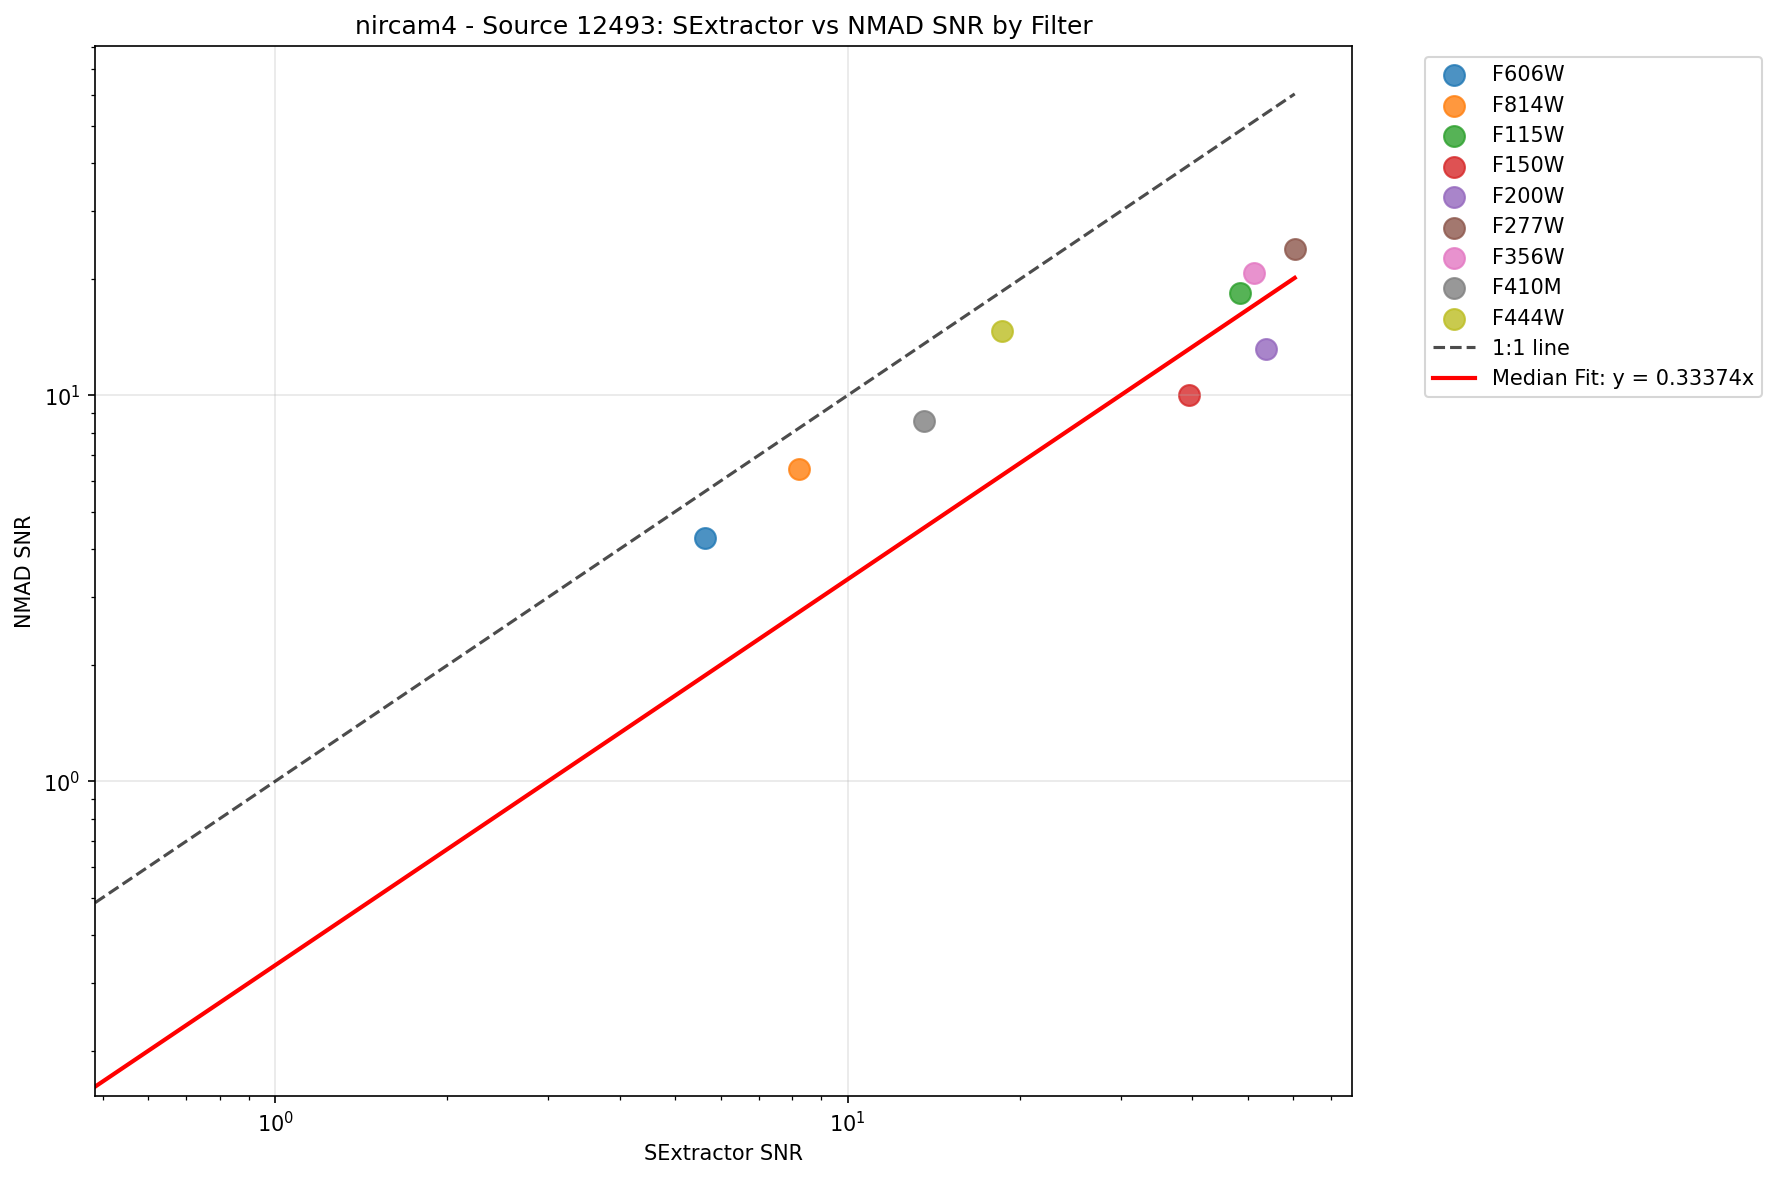 nircam4 - Source 12493: SExtractor vs NMAD SNR by Filter
F606W
F814W
F115W
F150W
F200W
F277W
F356W
F410M
F444W
1:1 line
Median Fit: y = 0.33374x
NMAD SNR
10¹
10⁰
10⁰
10¹
SExtractor SNR